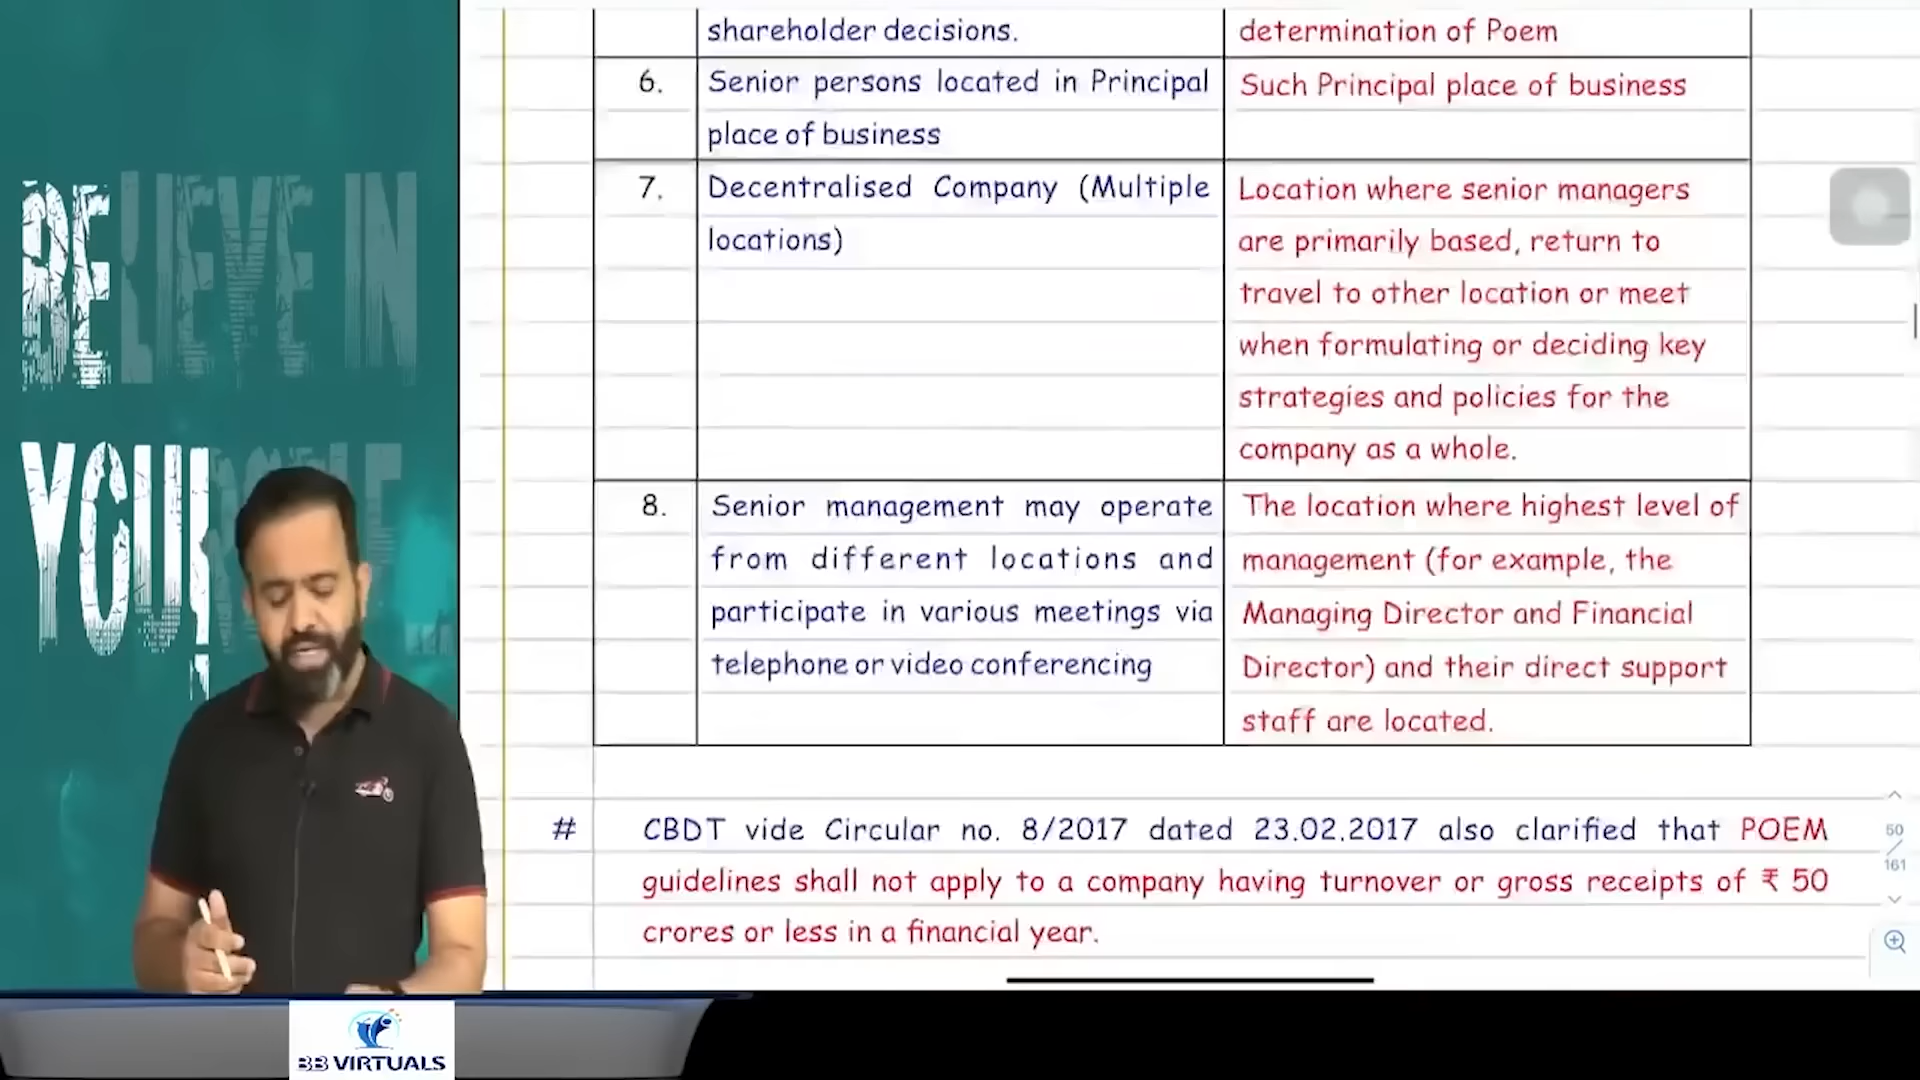 BELIEVE IN
YOURSELF
shareholder decisions.
determination of Poem
6.
Senior persons located in Principal
place of business
Such Principal place of business
7.
Decentralised Company (Multiple
locations)
Location where senior managers
are primarily based, return to
travel to other location or meet
when formulating or deciding key
strategies and policies for the
company as a whole.
8.
Senior management may operate
from different locations and
participate in various meetings via
telephone or video conferencing
The location where highest level of
management (for example, the
Managing Director and Financial
Director) and their direct support
staff are located.
# CBDT vide Circular no. 8/2017 dated 23.02.2017 also clarified that POEM
guidelines shall not apply to a company having turnover or gross receipts of ₹ 50
crores or less in a financial year.
50
/
161
BB VIRTUALS